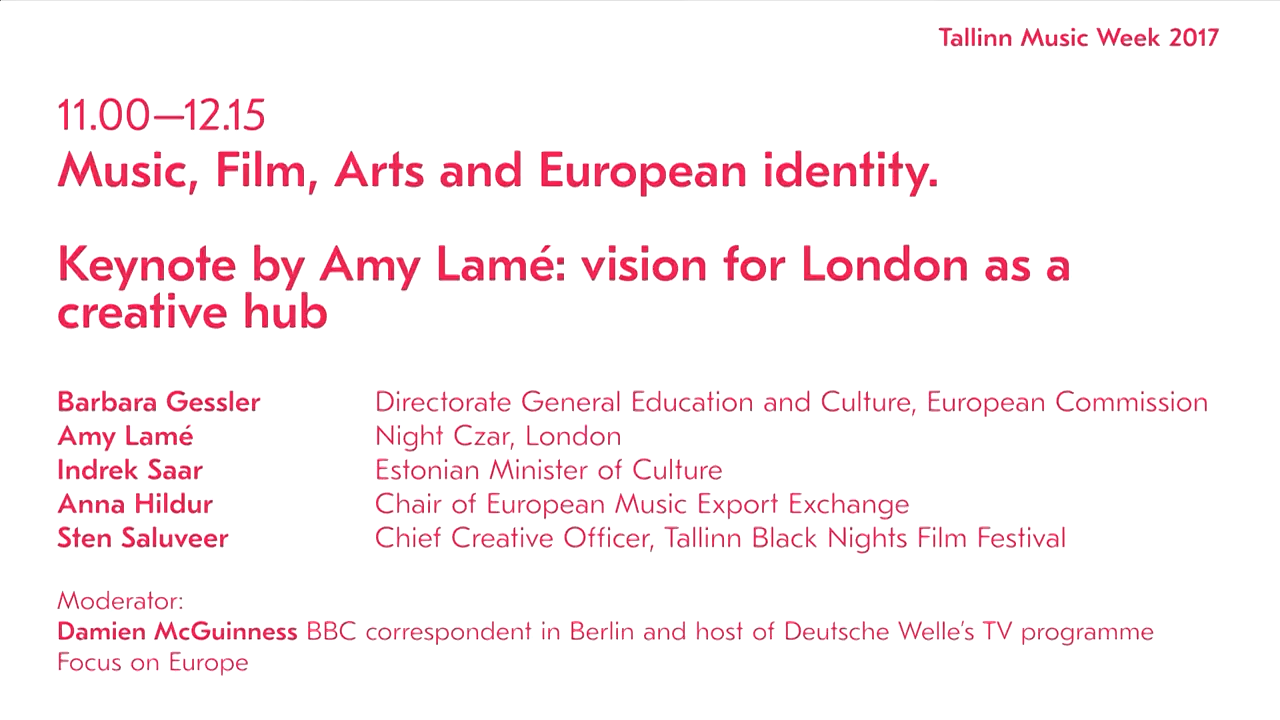 Tallinn Music Week 2017
11.00—12.15
Music, Film, Arts and European identity.
Keynote by Amy Lamé: vision for London as a
creative hub
Barbara Gessler Directorate General Education and Culture, European Commission
Amy Lamé Night Czar, London
Indrek Saar Estonian Minister of Culture
Anna Hildur Chair of European Music Export Exchange
Sten Saluveer Chief Creative Officer, Tallinn Black Nights Film Festival
Moderator:
Damien McGuinness BBC correspondent in Berlin and host of Deutsche Welle's TV programme
Focus on Europe